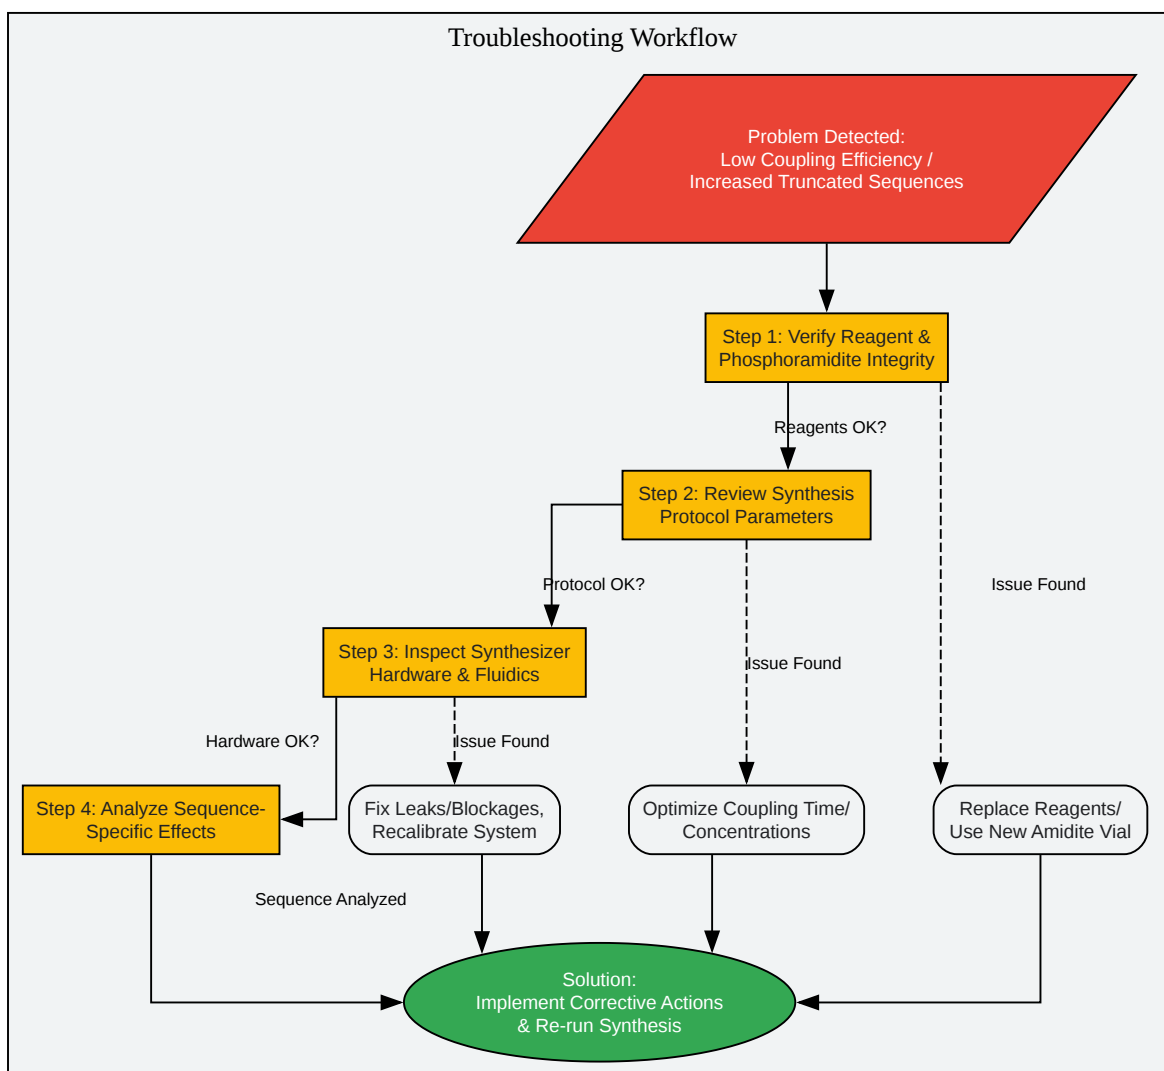 Troubleshooting Workflow
Problem Detected:
Low Coupling Efficiency /
Increased Truncated Sequences
Step 1: Verify Reagent &
Phosphoramidite Integrity
Reagents OK?
Step 2: Review Synthesis
Protocol Parameters
Protocol OK?
Issue Found
Step 3: Inspect Synthesizer
Hardware & Fluidics
Issue Found
Hardware OK?
Issue Found
Step 4: Analyze Sequence-
Specific Effects
Fix Leaks/Blockages,
Recalibrate System
Optimize Coupling Time/
Concentrations
Replace Reagents/
Use New Amidite Vial
Sequence Analyzed
Solution:
Implement Corrective Actions
& Re-run Synthesis